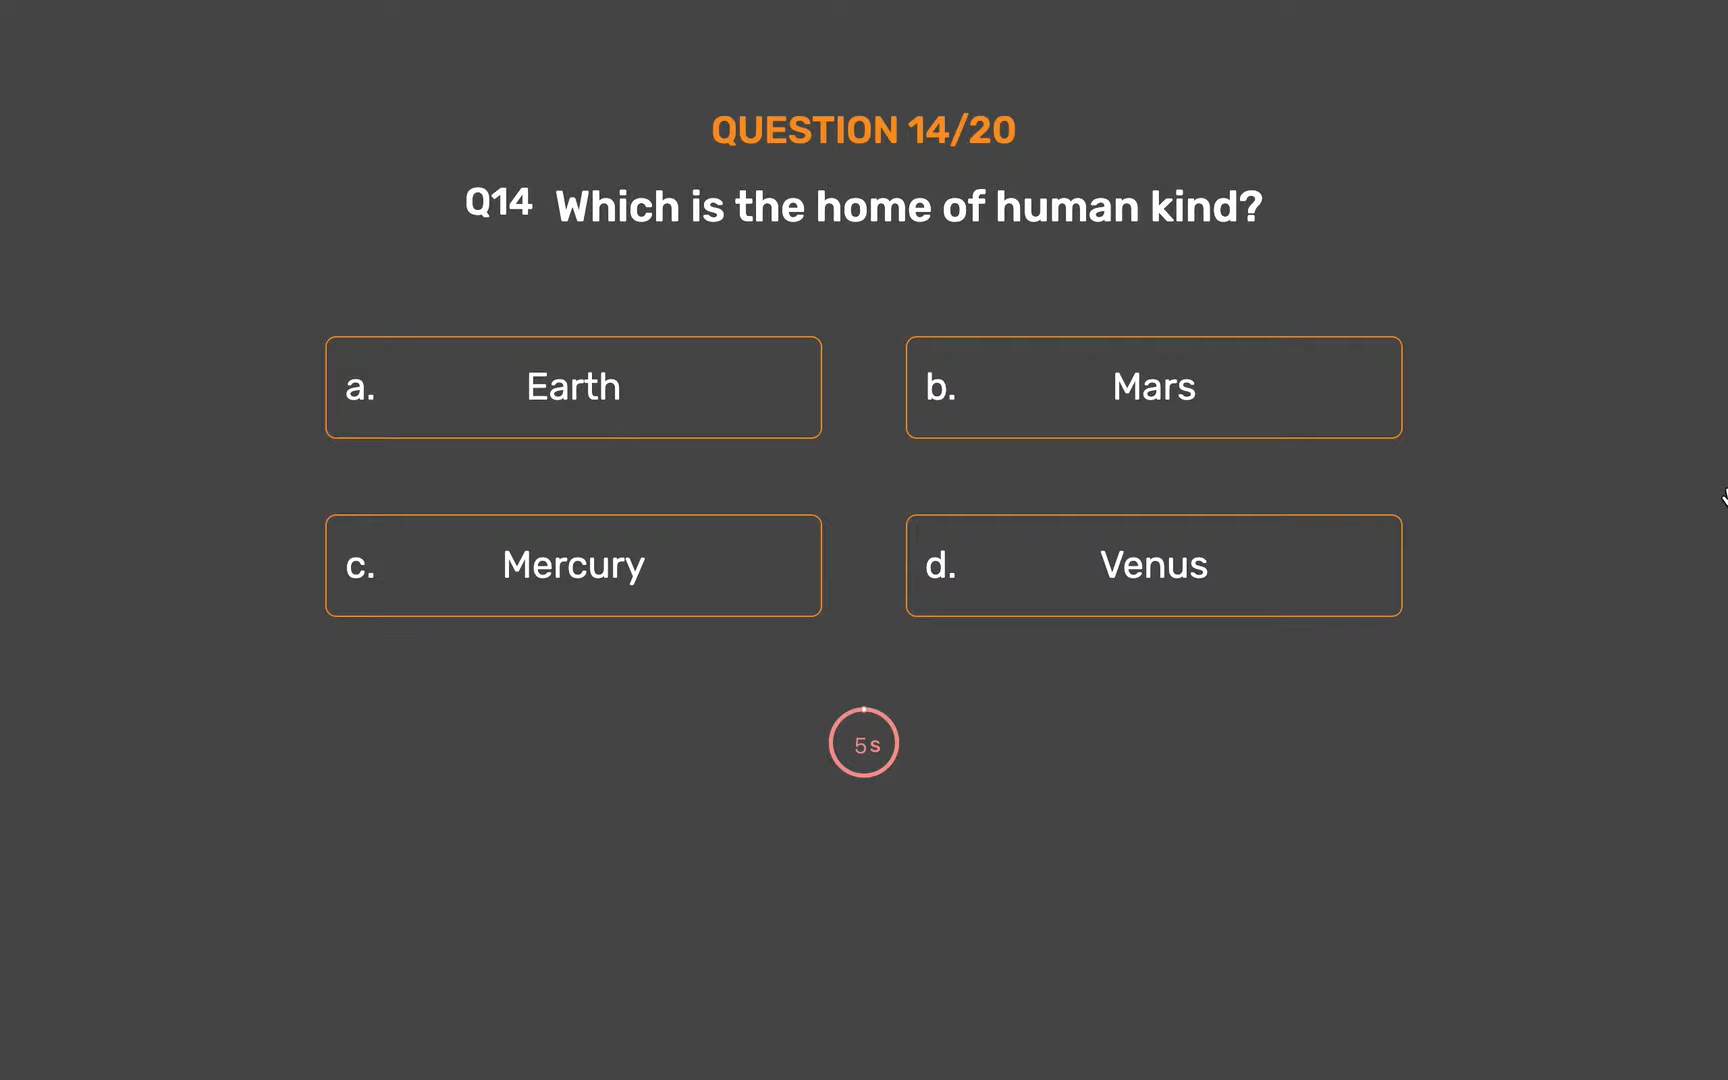 QUESTION 14/20
Q14 Which is the home of human kind?
a. Earth
b. Mars
c. Mercury
d. Venus
5s